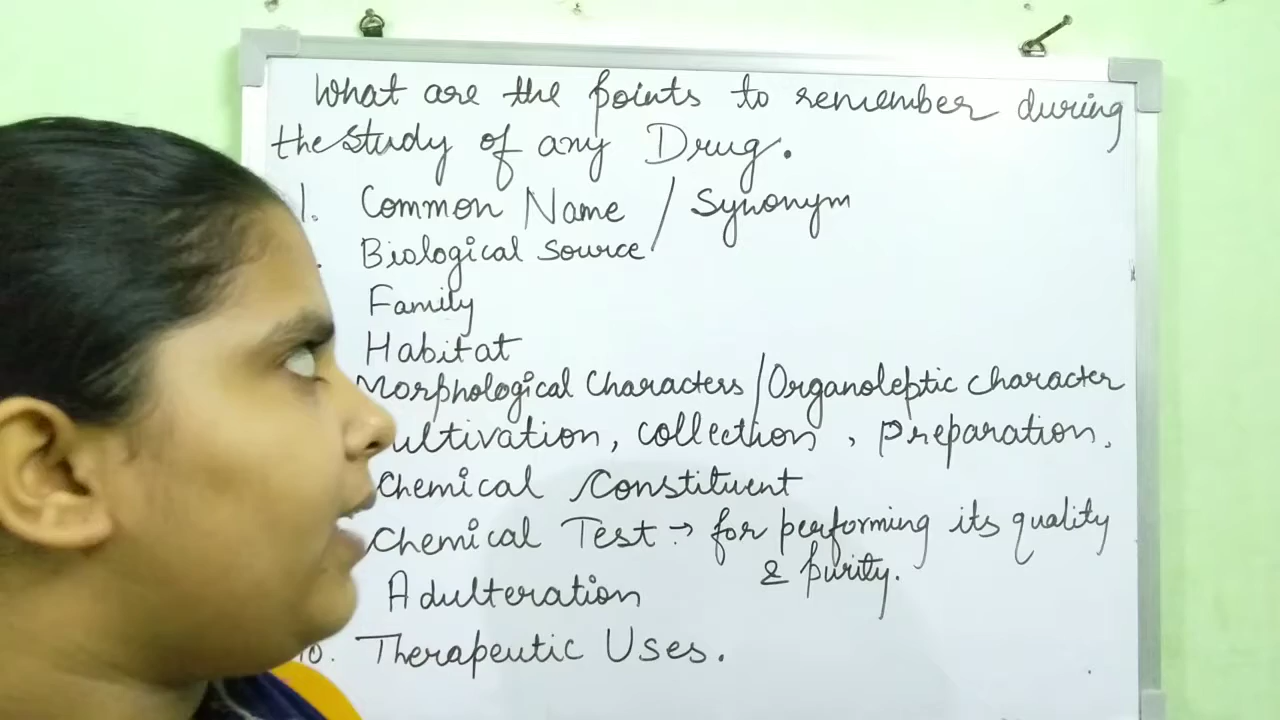 What are the points to remember during
the study of any Drug.
1. Common Name / Synonym
. Biological Source
Family
Habitat
Morphological Characters / Organoleptic character
ultivation, collection, Preparation.
Chemical Constituent
Chemical Test :→ for performing its quality
& purity.
Adulteration
10. Therapeutic Uses.